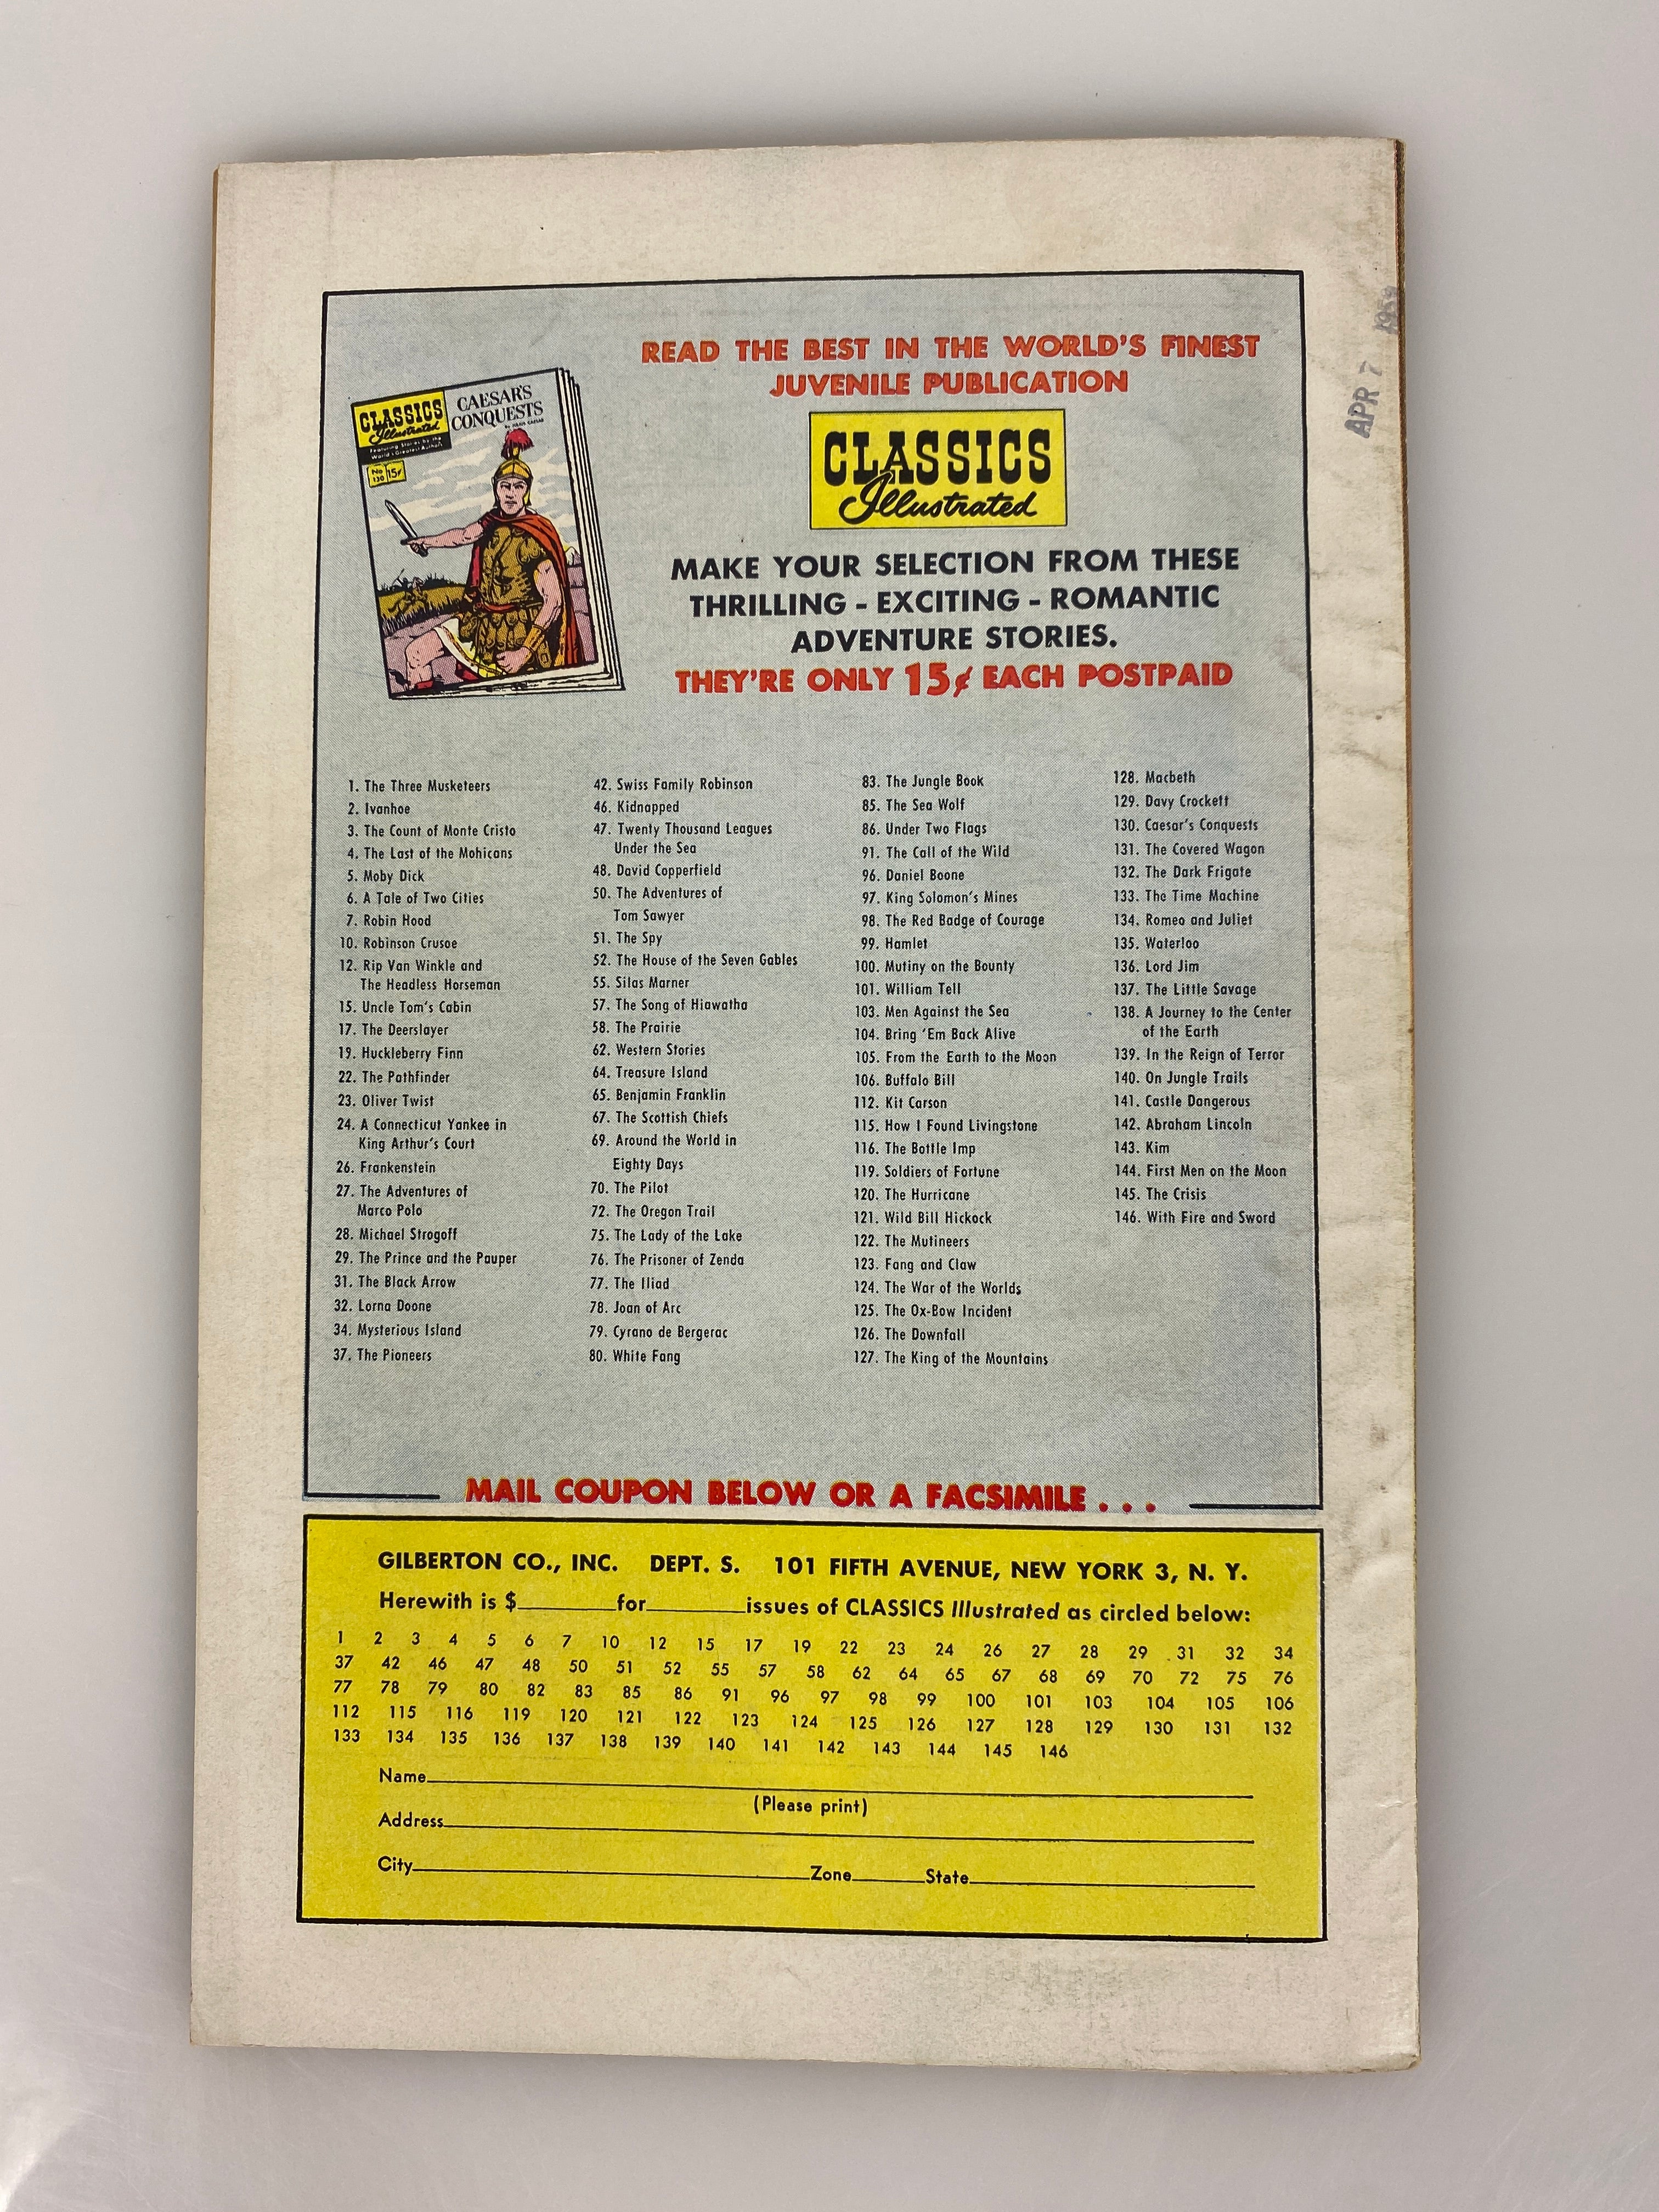 READ THE BEST IN THE WORLD'S FINEST
JUVENILE PUBLICATION
CLASSICS
Illustrated
CAESAR'S
CONQUESTS
By JULIUS CAESAR
Featuring Stories by the
World's Greatest Authors
No 130 15¢
MAKE YOUR SELECTION FROM THESE
THRILLING - EXCITING - ROMANTIC
ADVENTURE STORIES.
THEY'RE ONLY 15¢ EACH POSTPAID
CLASSICS
Illustrated
APR 7
1. The Three Musketeers
2. Ivanhoe
3. The Count of Monte Cristo
4. The Last of the Mohicans
5. Moby Dick
6. A Tale of Two Cities
7. Robin Hood
10. Robinson Crusoe
12. Rip Van Winkle and
The Headless Horseman
15. Uncle Tom's Cabin
17. The Deerslayer
19. Huckleberry Finn
22. The Pathfinder
23. Oliver Twist
24. A Connecticut Yankee in
King Arthur's Court
26. Frankenstein
27. The Adventures of
Marco Polo
28. Michael Strogoff
29. The Prince and the Pauper
31. The Black Arrow
32. Lorna Doone
34. Mysterious Island
37. The Pioneers
42. Swiss Family Robinson
46. Kidnapped
47. Twenty Thousand Leagues
Under the Sea
48. David Copperfield
50. The Adventures of
Tom Sawyer
51. The Spy
52. The House of the Seven Gables
55. Silas Marner
57. The Song of Hiawatha
58. The Prairie
62. Western Stories
64. Treasure Island
65. Benjamin Franklin
67. The Scottish Chiefs
69. Around the World in
Eighty Days
70. The Pilot
72. The Oregon Trail
75. The Lady of the Lake
76. The Prisoner of Zenda
77. The Iliad
78. Joan of Arc
79. Cyrano de Bergerac
80. White Fang
83. The Jungle Book
85. The Sea Wolf
86. Under Two Flags
91. The Call of the Wild
96. Daniel Boone
97. King Solomon's Mines
98. The Red Badge of Courage
99. Hamlet
100. Mutiny on the Bounty
101. William Tell
103. Men Against the Sea
104. Bring 'Em Back Alive
105. From the Earth to the Moon
106. Buffalo Bill
112. Kit Carson
115. How I Found Livingstone
116. The Bottle Imp
119. Soldiers of Fortune
120. The Hurricane
121. Wild Bill Hickock
122. The Mutineers
123. Fang and Claw
124. The War of the Worlds
125. The Ox-Bow Incident
126. The Downfall
127. The King of the Mountains
128. Macbeth
129. Davy Crockett
130. Caesar's Conquests
131. The Covered Wagon
132. The Dark Frigate
133. The Time Machine
134. Romeo and Juliet
135. Waterloo
136. Lord Jim
137. The Little Savage
138. A Journey to the Center
of the Earth
139. In the Reign of Terror
140. On Jungle Trails
141. Castle Dangerous
142. Abraham Lincoln
143. Kim
144. First Men on the Moon
145. The Crisis
146. With Fire and Sword
MAIL COUPON BELOW OR A FACSIMILE . . .
GILBERTON CO., INC. DEPT. S. 101 FIFTH AVENUE, NEW YORK 3, N. Y.
Herewith is $ for issues of CLASSICS Illustrated as circled below:
1 2 3 4 5 6 7 10 12 15 17 19 22 23 24 26 27 28 29 31 32 34
37 42 46 47 48 50 51 52 55 57 58 62 64 65 67 68 69 70 72 75 76
77 78 79 80 82 83 85 86 91 96 97 98 99 100 101 103 104 105 106
112 115 116 119 120 121 122 123 124 125 126 127 128 129 130 131 132
133 134 135 136 137 138 139 140 141 142 143 144 145 146
Name
(Please print)
Address
City Zone State